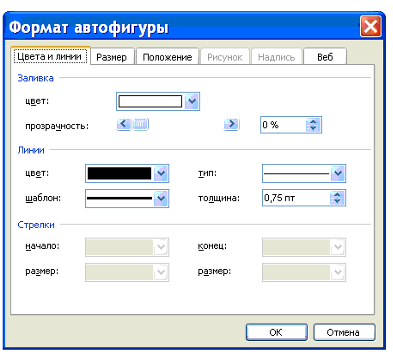 Формат автофигуры
Цвета и линии Размер Положение Рисунок Надпись Веб
Заливка
цвет:
прозрачность: 0 %
Линии
цвет: тип:
шаблон: толщина: 0,75 пт
Стрелки
начало: конец:
размер: размер:
ОК Отмена